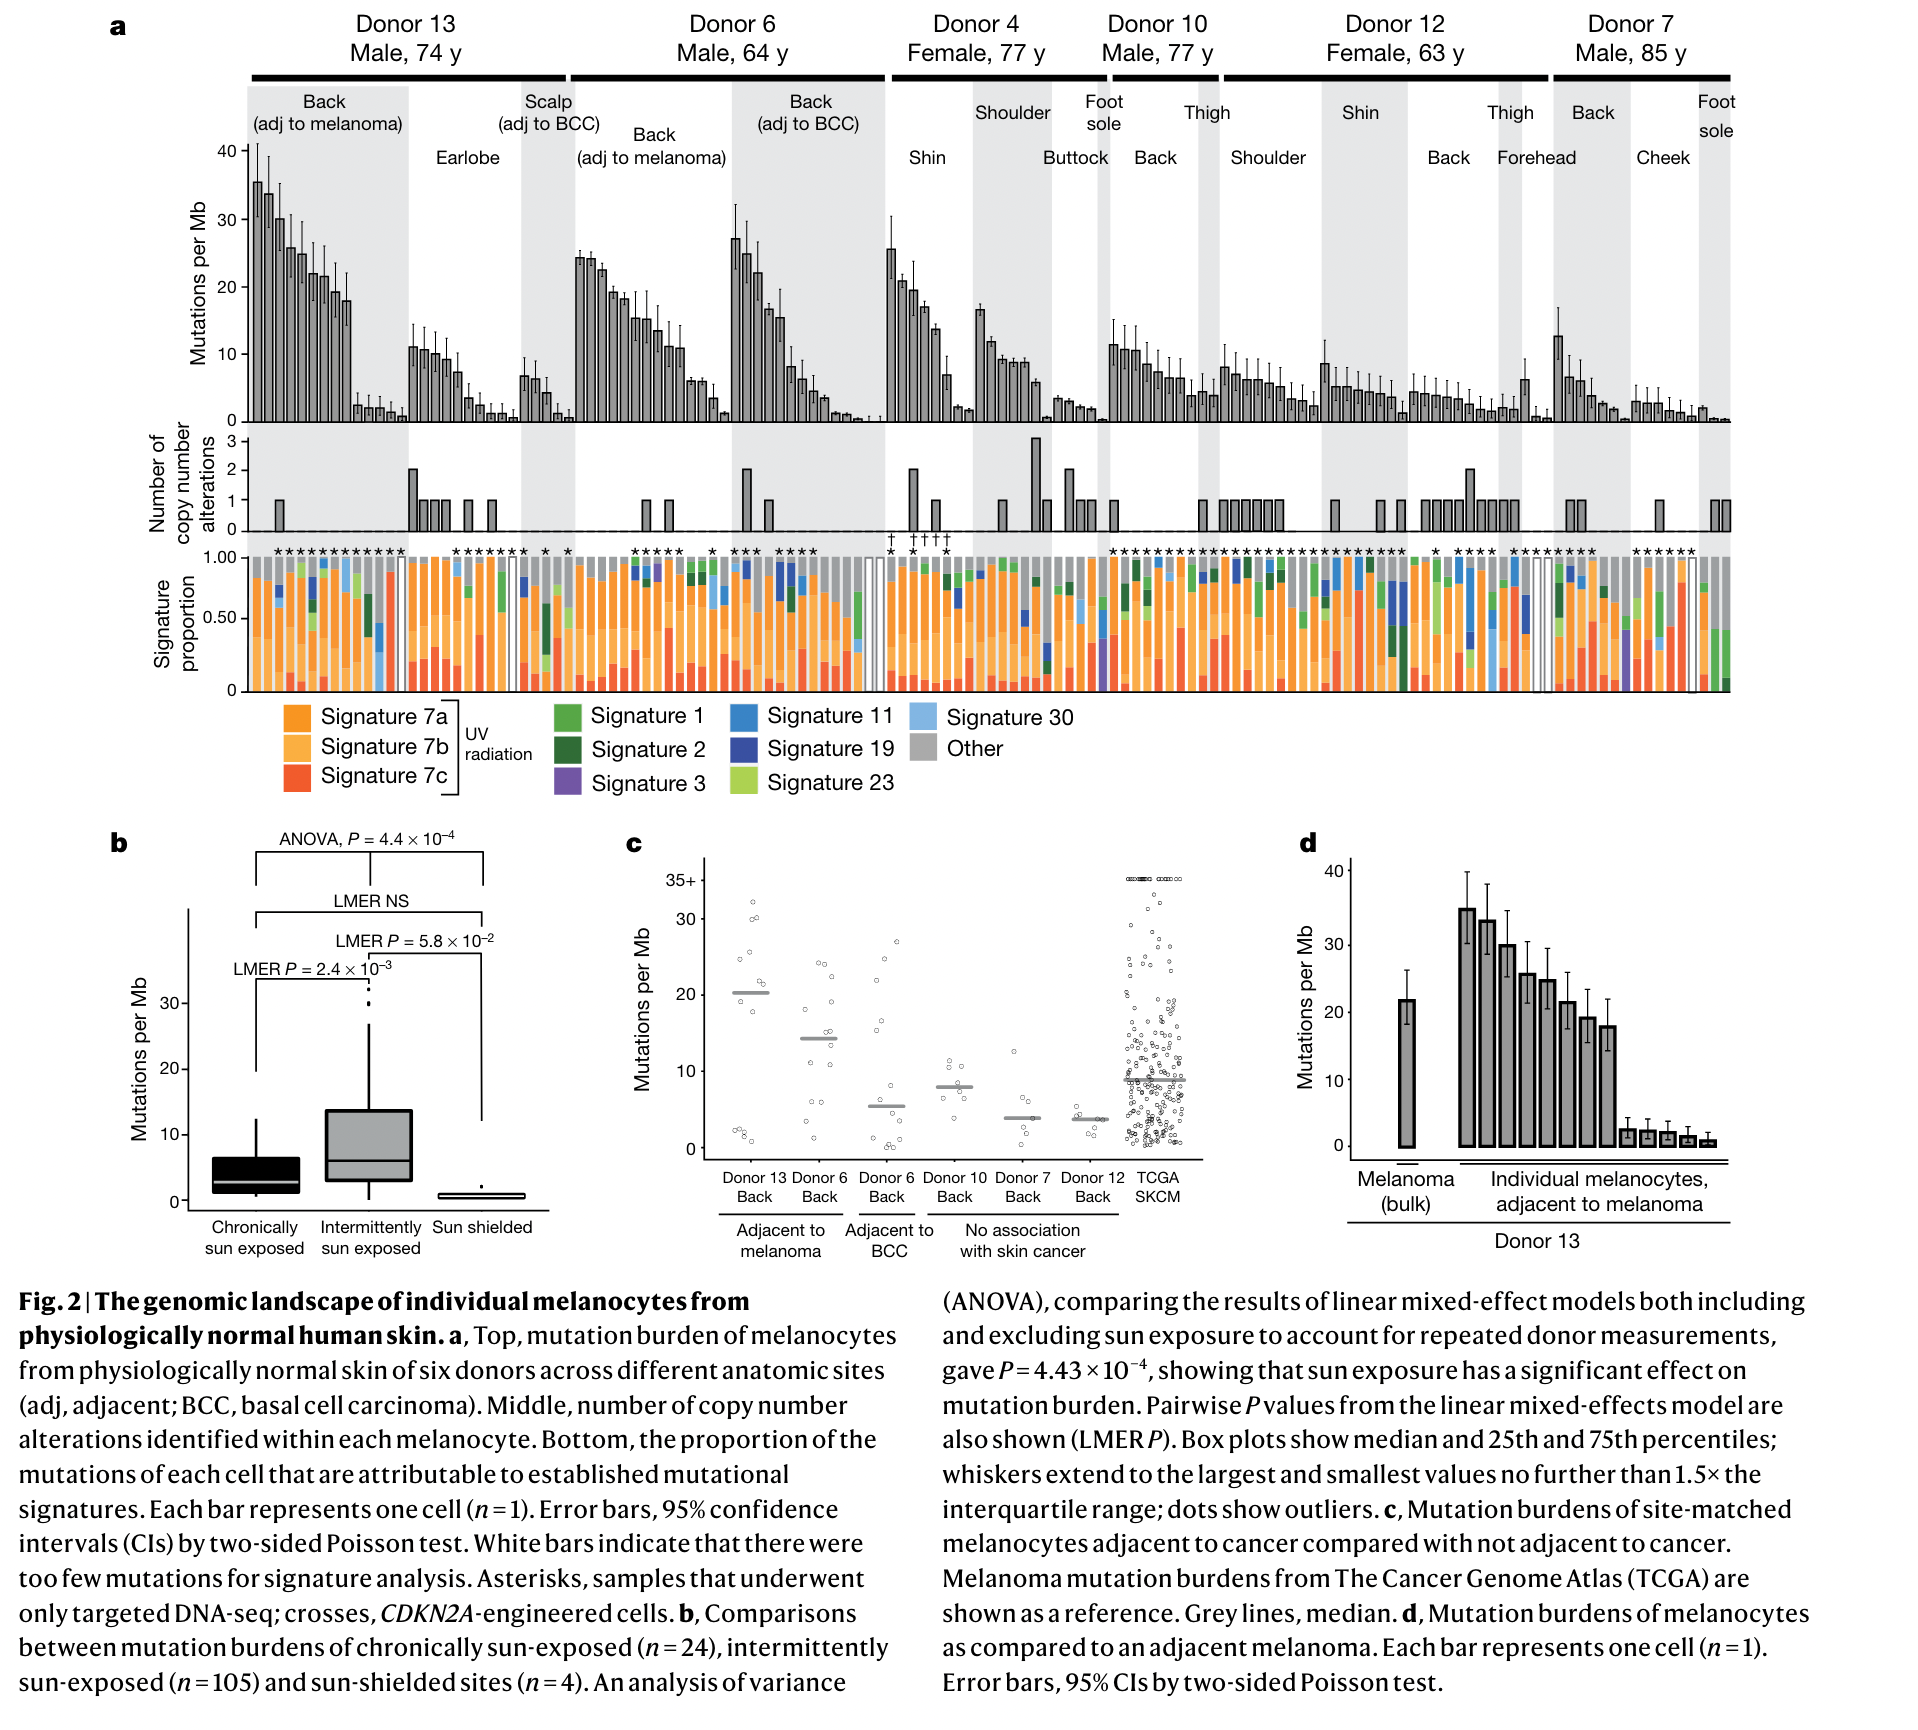 a
Donor 13
Male, 74 y
Donor 6
Male, 64 y
Donor 4
Female, 77 y
Donor 10
Male, 77 y
Donor 12
Female, 63 y
Donor 7
Male, 85 y
Back
(adj to melanoma)
Earlobe
Scalp
(adj to BCC)
Back
(adj to melanoma)
Back
(adj to BCC)
Shin
Shoulder
Buttock
Foot
sole
Back
Thigh
Shoulder
Shin
Back
Thigh
Forehead
Back
Cheek
Foot
sole
Mutations per Mb
40
30
20
10
0
Number of
copy number
alterations
3
2
1
0
† ††††
Signature
proportion
1.00
0.50
0
Signature 7a
Signature 7b
Signature 7c
UV
radiation
Signature 1
Signature 2
Signature 3
Signature 11
Signature 19
Signature 23
Signature 30
Other
b
ANOVA, P = 4.4 × 10⁻⁴
LMER NS
LMER P = 5.8 × 10⁻²
LMER P = 2.4 × 10⁻³
Mutations per Mb
30
20
10
0
Chronically
sun exposed
Intermittently
sun exposed
Sun shielded
c
Mutations per Mb
35+
30
20
10
0
Donor 13
Back
Donor 6
Back
Donor 6
Back
Donor 10
Back
Donor 7
Back
Donor 12
Back
TCGA
SKCM
Adjacent to
melanoma
Adjacent to
BCC
No association
with skin cancer
d
Mutations per Mb
40
30
20
10
0
Melanoma
(bulk)
Individual melanocytes,
adjacent to melanoma
Donor 13
Fig. 2 | The genomic landscape of individual melanocytes from
physiologically normal human skin. a, Top, mutation burden of melanocytes
from physiologically normal skin of six donors across different anatomic sites
(adj, adjacent; BCC, basal cell carcinoma). Middle, number of copy number
alterations identified within each melanocyte. Bottom, the proportion of the
mutations of each cell that are attributable to established mutational
signatures. Each bar represents one cell (n = 1). Error bars, 95% confidence
intervals (CIs) by two-sided Poisson test. White bars indicate that there were
too few mutations for signature analysis. Asterisks, samples that underwent
only targeted DNA-seq; crosses, CDKN2A-engineered cells. b, Comparisons
between mutation burdens of chronically sun-exposed (n = 24), intermittently
sun-exposed (n = 105) and sun-shielded sites (n = 4). An analysis of variance
(ANOVA), comparing the results of linear mixed-effect models both including
and excluding sun exposure to account for repeated donor measurements,
gave P = 4.43 × 10⁻⁴, showing that sun exposure has a significant effect on
mutation burden. Pairwise P values from the linear mixed-effects model are
also shown (LMER P). Box plots show median and 25th and 75th percentiles;
whiskers extend to the largest and smallest values no further than 1.5× the
interquartile range; dots show outliers. c, Mutation burdens of site-matched
melanocytes adjacent to cancer compared with not adjacent to cancer.
Melanoma mutation burdens from The Cancer Genome Atlas (TCGA) are
shown as a reference. Grey lines, median. d, Mutation burdens of melanocytes
as compared to an adjacent melanoma. Each bar represents one cell (n = 1).
Error bars, 95% CIs by two-sided Poisson test.